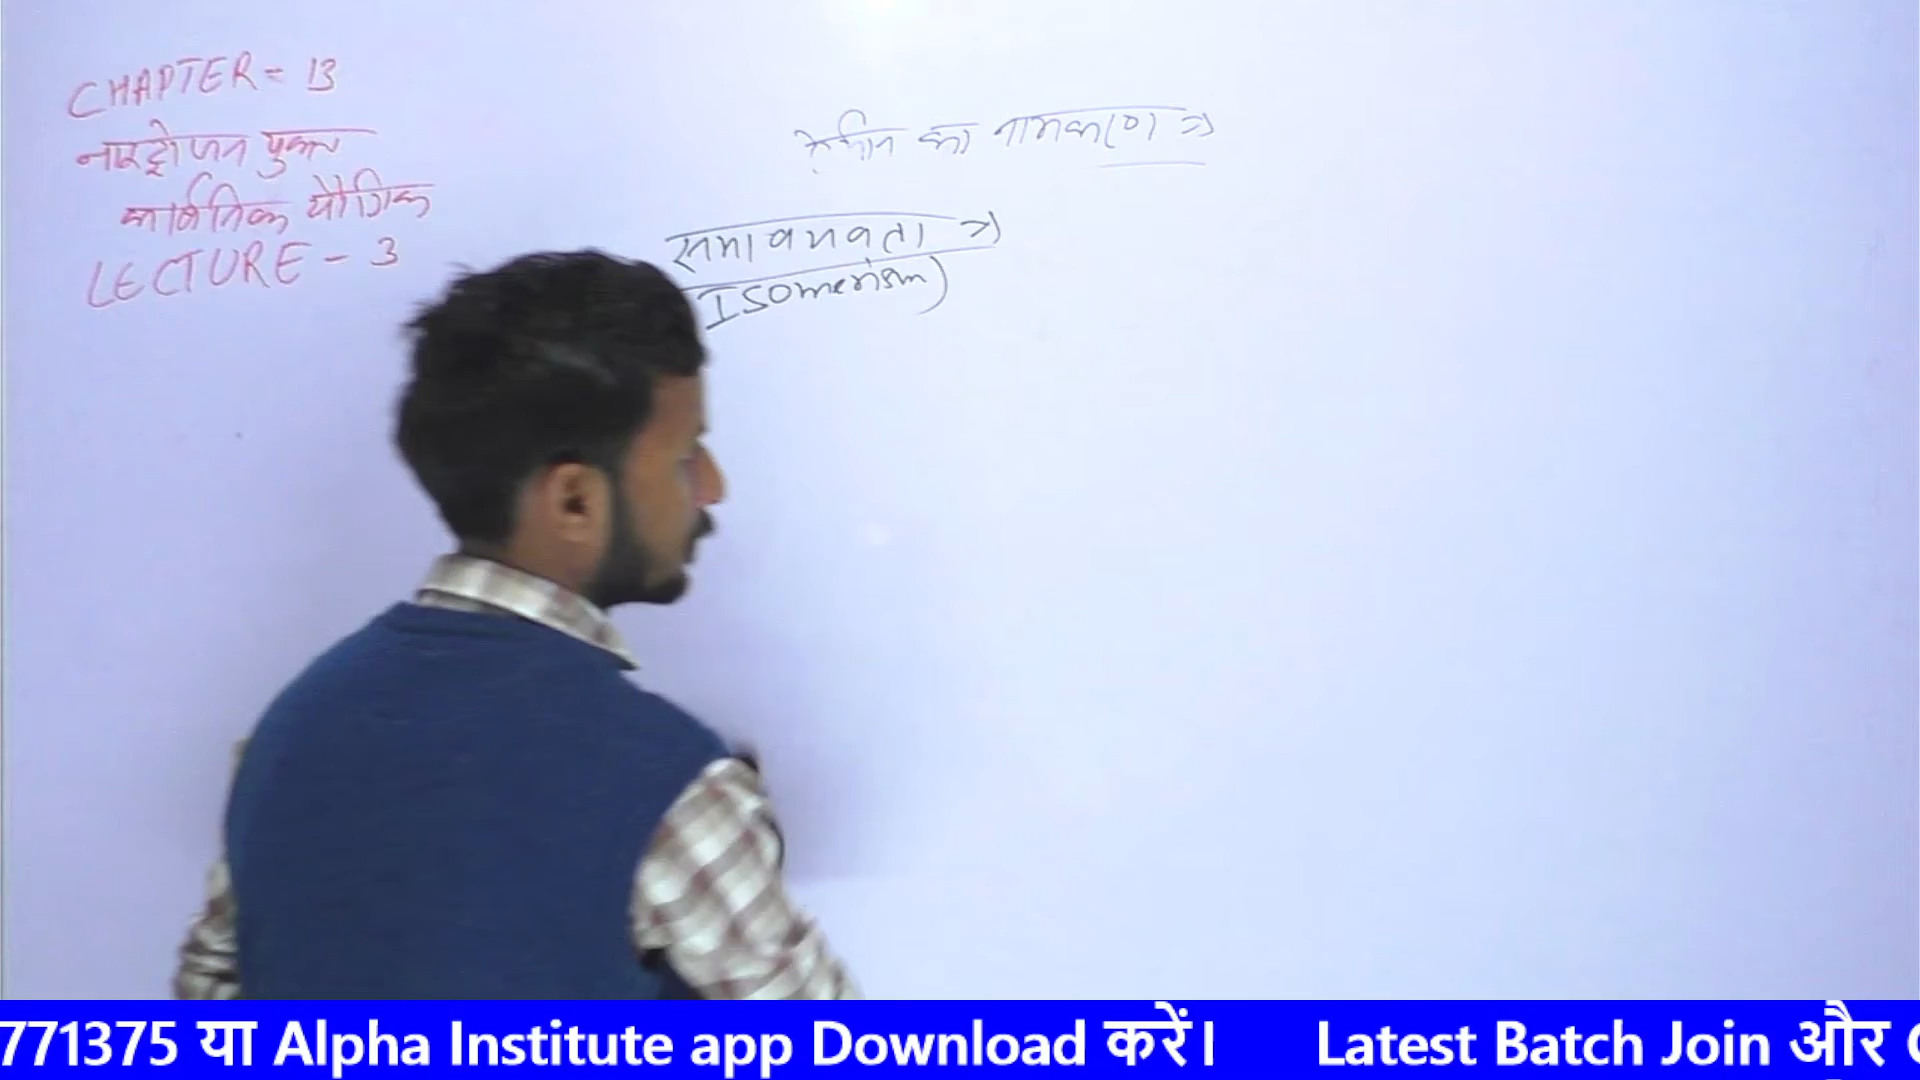 CHAPTER - 13
नाइट्रोजन युक्त
कार्बनिक यौगिक
LECTURE - 3
ऐमीन का नामकरण ⇒
समावयवता ⇒
(Isomerism)
771375 या Alpha Institute app Download करें। Latest Batch Join और